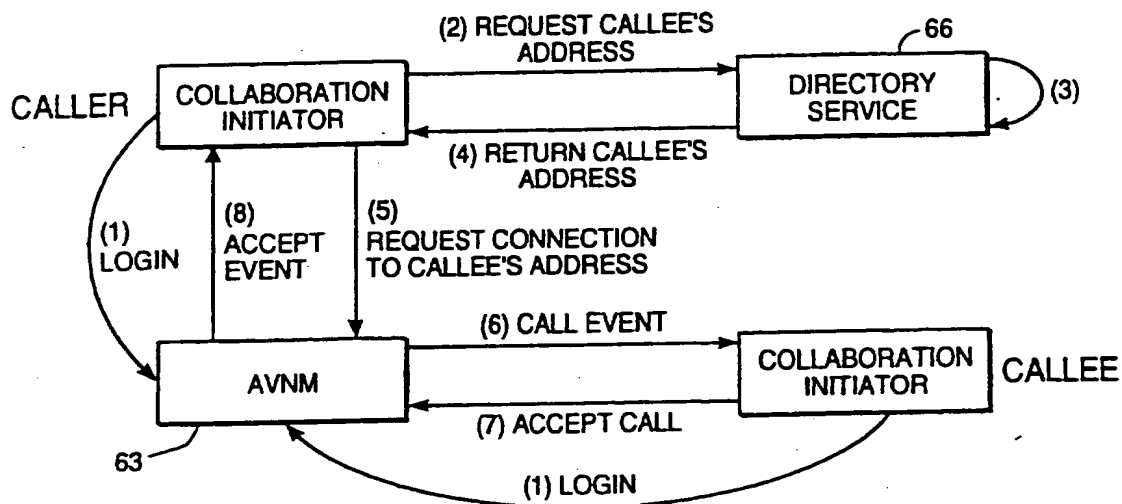 (2) REQUEST CALLEE'S
ADDRESS
66
CALLER
COLLABORATION
INITIATOR
DIRECTORY
SERVICE
(3)
(4) RETURN CALLEE'S
ADDRESS
(1)
LOGIN
(8)
ACCEPT
EVENT
(5)
REQUEST CONNECTION
TO CALLEE'S ADDRESS
(6) CALL EVENT
AVNM
COLLABORATION
INITIATOR
CALLEE
(7) ACCEPT CALL
63
(1) LOGIN